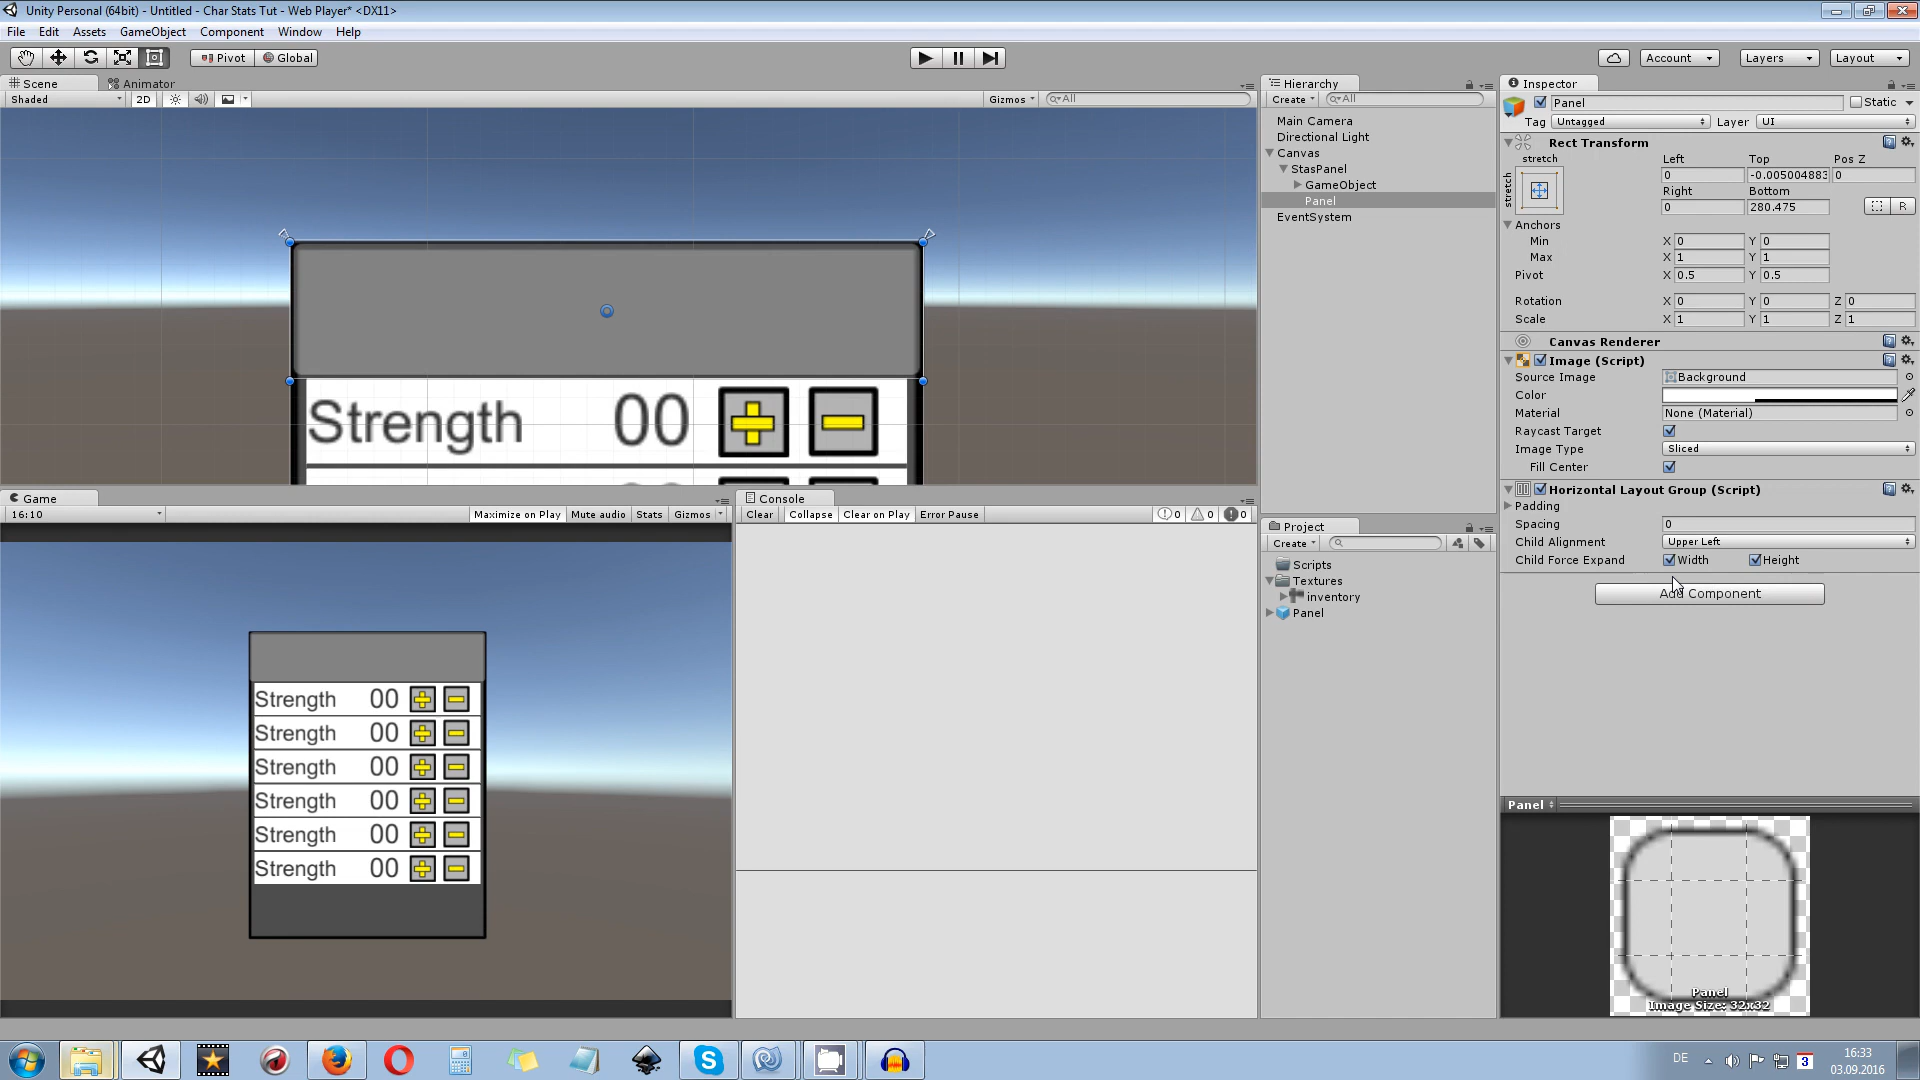 Unity Personal (64bit) - Untitled - Char Stats Tut - Web Player* <DX11>
File Edit Assets GameObject Component Window Help
Pivot Global Account Layers Layout
Scene Animator
Shaded 2D Gizmos All
Strength 00
Game
16:10 Maximize on Play Mute audio Stats Gizmos
Strength 00
Strength 00
Strength 00
Strength 00
Strength 00
Strength 00
Console
Clear Collapse Clear on Play Error Pause 0 0 0
Hierarchy
Create All
Main Camera
Directional Light
Canvas
StasPanel
GameObject
Panel
EventSystem
Project
Create
Scripts
Textures
inventory
Panel
Inspector
Panel Static
Tag Untagged Layer UI
Rect Transform
stretch Left Top Pos Z
stretch 0 -0.005004883 0
Right Bottom
0 280.475 R
Anchors
Min X 0 Y 0
Max X 1 Y 1
Pivot X 0.5 Y 0.5
Rotation X 0 Y 0 Z 0
Scale X 1 Y 1 Z 1
Canvas Renderer
Image (Script)
Source Image Background
Color
Material None (Material)
Raycast Target
Image Type Sliced
Fill Center
Horizontal Layout Group (Script)
Padding
Spacing 0
Child Alignment Upper Left
Child Force Expand Width Height
Add Component
Panel
Panel
Image Size: 32x32
DE 3 16:33
03.09.2016